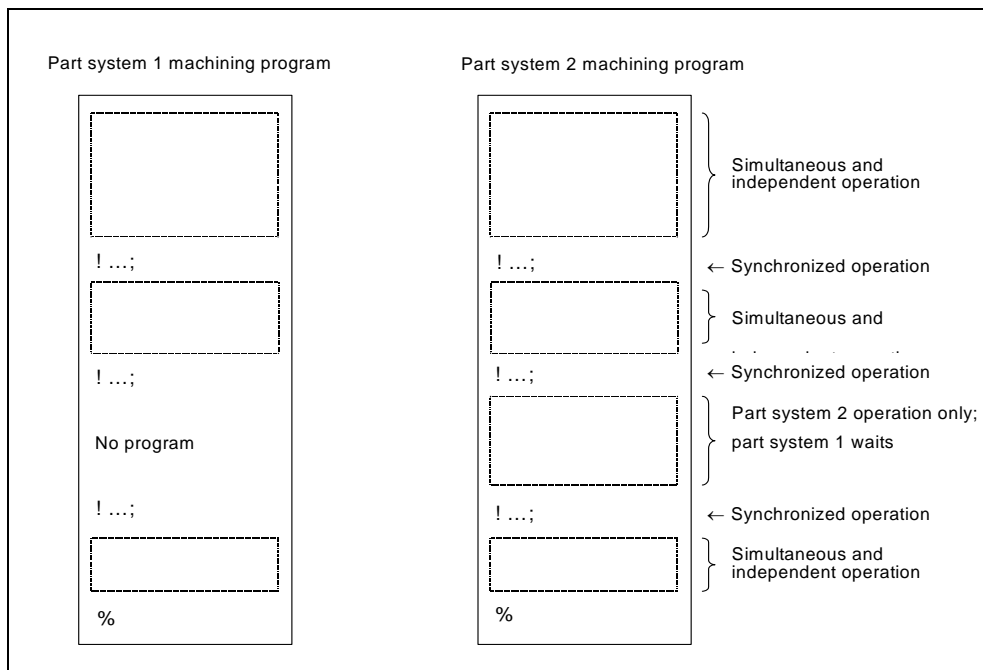 Part system 1 machining program
Part system 2 machining program
Simultaneous and
independent operation
! ...;
! ...;
← Synchronized operation
Simultaneous and
! ...;
! ...;
← Synchronized operation
No program
Part system 2 operation only;
part system 1 waits
! ...;
! ...;
← Synchronized operation
Simultaneous and
independent operation
%
%